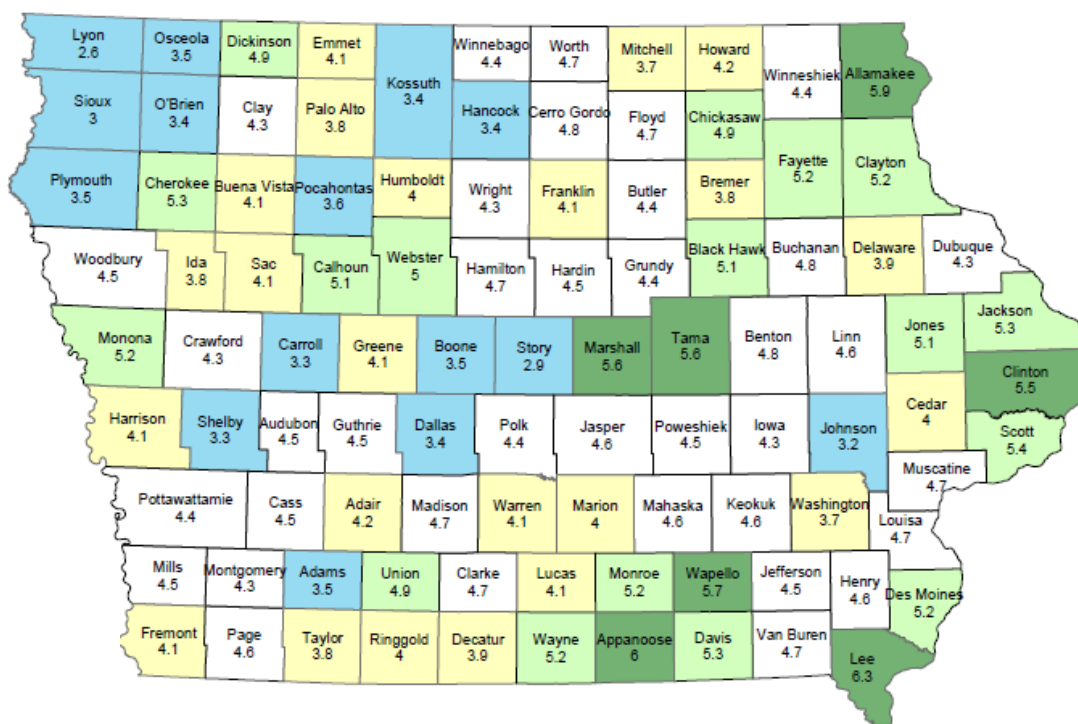 Lyon
2.6
Osceola
3.5
Dickinson
4.9
Emmet
4.1
Kossuth
3.4
Winnebago
4.4
Worth
4.7
Mitchell
3.7
Howard
4.2
Winneshiek
4.4
Allamakee
5.9
Sioux
3
O'Brien
3.4
Clay
4.3
Palo Alto
3.8
Hancock
3.4
Cerro Gordo
4.8
Floyd
4.7
Chickasaw
4.9
Fayette
5.2
Clayton
5.2
Plymouth
3.5
Cherokee
5.3
Buena Vista
4.1
Pocahontas
3.6
Humboldt
4
Wright
4.3
Franklin
4.1
Butler
4.4
Bremer
3.8
Woodbury
4.5
Ida
3.8
Sac
4.1
Calhoun
5.1
Webster
5
Hamilton
4.7
Hardin
4.5
Grundy
4.4
Black Hawk
5.1
Buchanan
4.8
Delaware
3.9
Dubuque
4.3
Monona
5.2
Crawford
4.3
Carroll
3.3
Greene
4.1
Boone
3.5
Story
2.9
Marshall
5.6
Tama
5.6
Benton
4.8
Linn
4.6
Jones
5.1
Jackson
5.3
Clinton
5.5
Harrison
4.1
Shelby
3.3
Audubon
4.5
Guthrie
4.5
Dallas
3.4
Polk
4.4
Jasper
4.6
Poweshiek
4.5
Iowa
4.3
Johnson
3.2
Cedar
4
Scott
5.4
Muscatine
4.7
Pottawattamie
4.4
Cass
4.5
Adair
4.2
Madison
4.7
Warren
4.1
Marion
4
Mahaska
4.6
Keokuk
4.6
Washington
3.7
Louisa
4.7
Mills
4.5
Montgomery
4.3
Adams
3.5
Union
4.9
Clarke
4.7
Lucas
4.1
Monroe
5.2
Wapello
5.7
Jefferson
4.5
Henry
4.6
Des Moines
5.2
Fremont
4.1
Page
4.6
Taylor
3.8
Ringgold
4
Decatur
3.9
Wayne
5.2
Appanoose
6
Davis
5.3
Van Buren
4.7
Lee
6.3